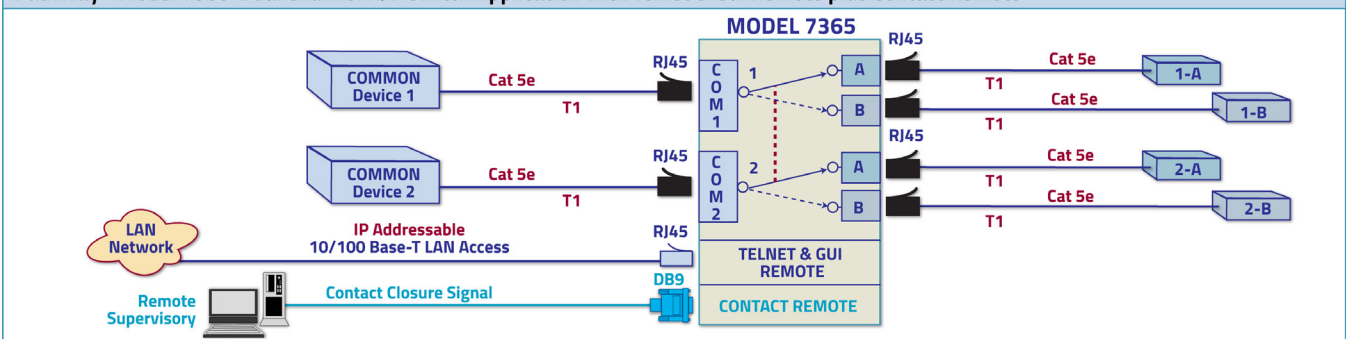 MODEL 7365
COMMON
Device 1
Cat 5e
T1
RJ45
C
O
M
1
1
A
B
RJ45
Cat 5e
T1
1-A
Cat 5e
T1
1-B
COMMON
Device 2
Cat 5e
T1
RJ45
C
O
M
2
2
A
B
RJ45
Cat 5e
T1
2-A
Cat 5e
T1
2-B
LAN
Network
IP Addressable
10/100 Base-T LAN Access
RJ45
TELNET & GUI
REMOTE
Remote
Supervisory
Contact Closure Signal
DB9
CONTACT REMOTE